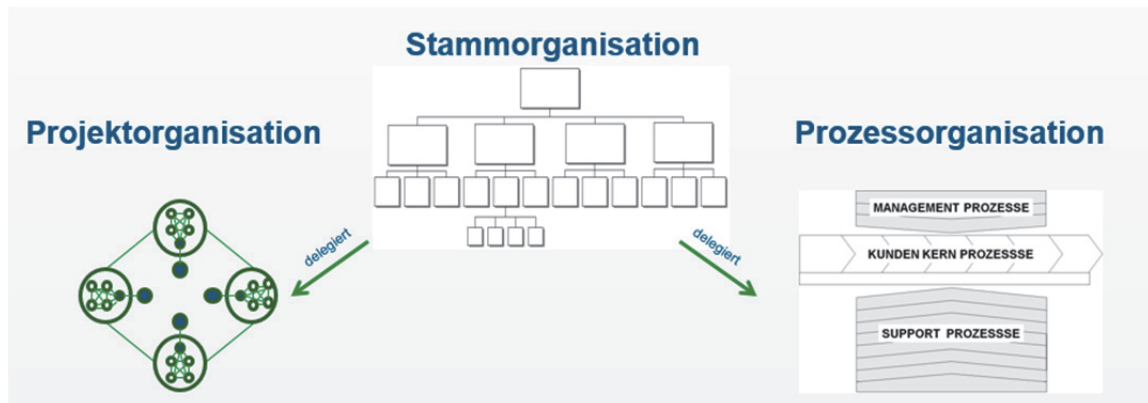 Stammorganisation
Projektorganisation
Prozessorganisation
delegiert
delegiert
MANAGEMENT PROZESSE
KUNDEN KERN PROZESSSE
SUPPORT PROZESSSE